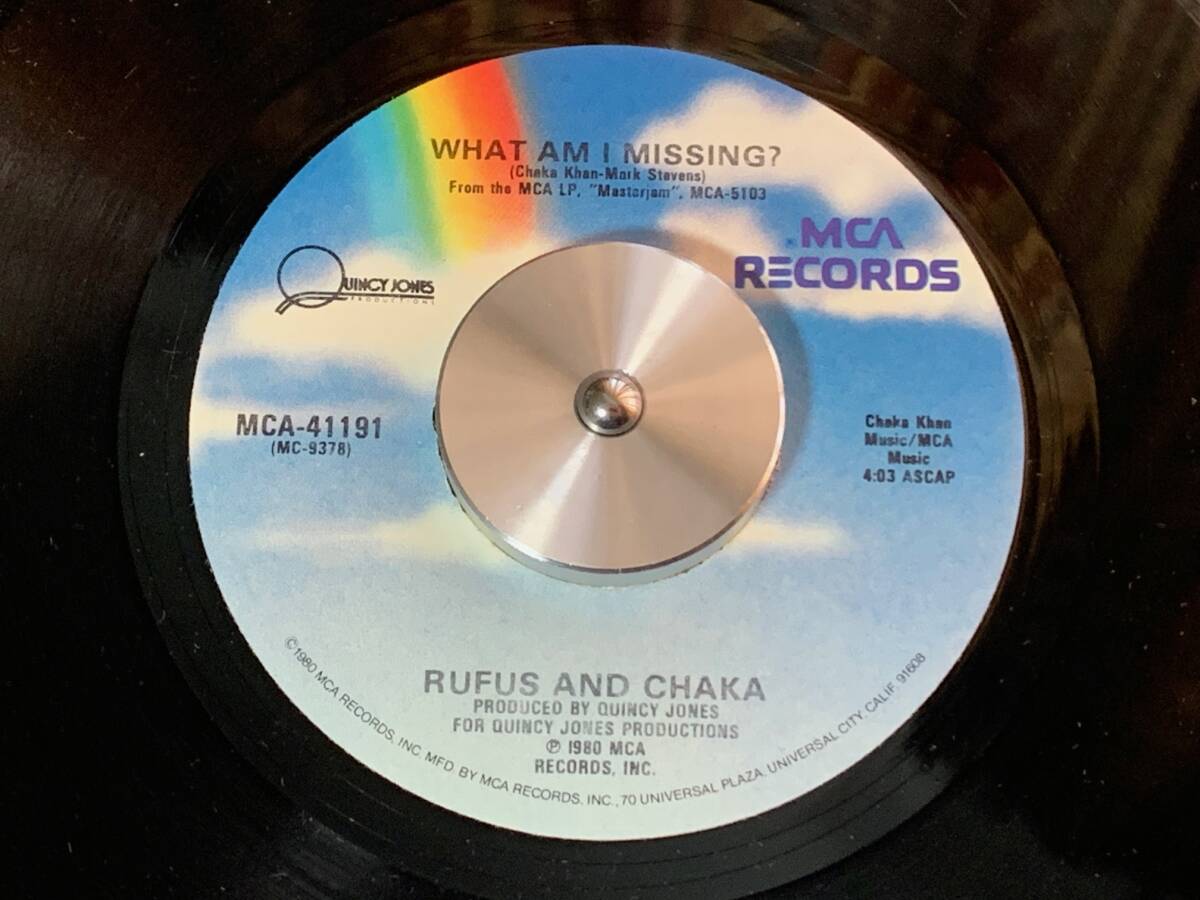 WHAT AM I MISSING?
(Chaka Khan-Mark Stevens)
From the MCA LP, "Masterjam", MCA-5103
MCA
RECORDS
QUINCY JONES
PRODUCTIONS
MCA-41191
(MC-9378)
Chaka Khan
Music/MCA
Music
4:03 ASCAP
RUFUS AND CHAKA
PRODUCED BY QUINCY JONES
FOR QUINCY JONES PRODUCTIONS
℗ 1980 MCA
RECORDS, INC.
©1980 MCA RECORDS, INC. MFD. BY MCA RECORDS, INC., 70 UNIVERSAL PLAZA, UNIVERSAL CITY, CALIF. 91608